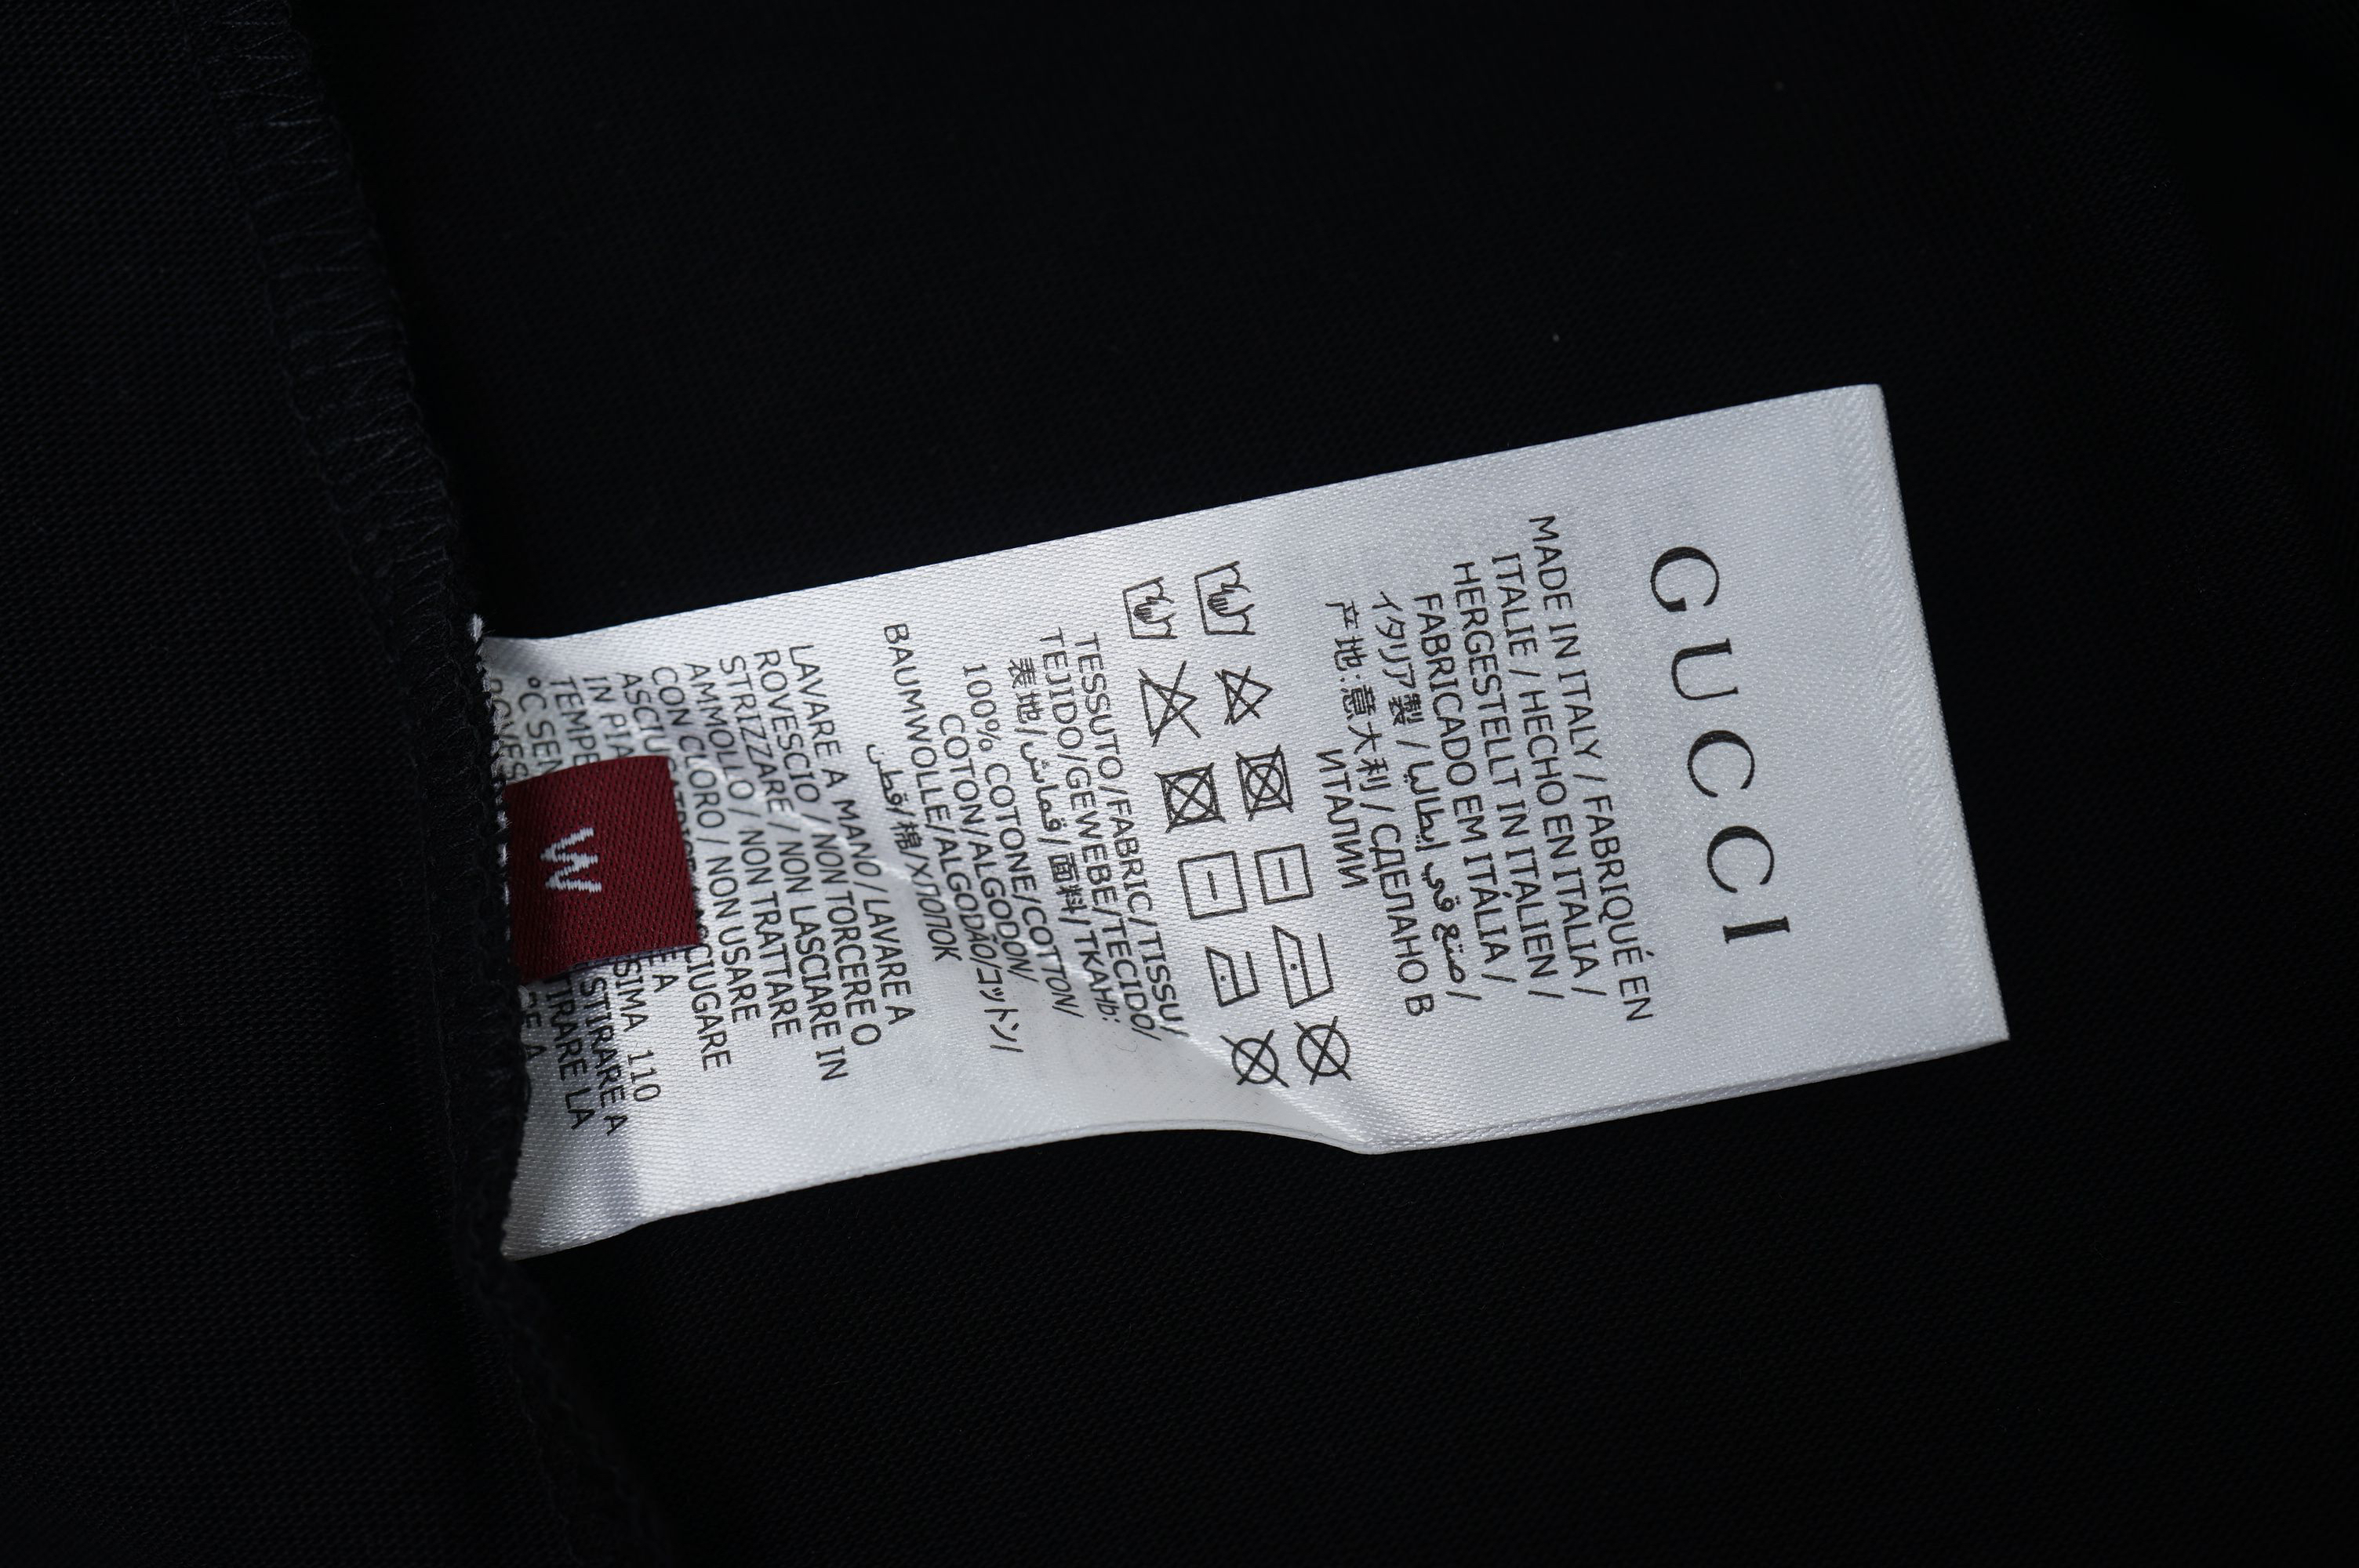 GUCCI
MADE IN ITALY / FABRIQUÉ EN
ITALIE / HECHO EN ITALIA /
HERGESTELLT IN ITALIEN /
FABRICADO EM ITÁLIA /
イタリア製 / صنع في إيطاليا /
产地:意大利 / СДЕЛАНО В
ИТАЛИИ
TESSUTO/FABRIC/TISSU/
TEJIDO/GEWEBE/TECIDO/
表地/قماش/面料/ТКАНЬ:
100% COTONE/COTTON/
COTON/ALGODÓN/
BAUMWOLLE/ALGODÃO/コットン/
قطن/棉/ХЛОПОК
LAVARE A MANO / LAVARE A
ROVESCIO / NON TORCERE O
STRIZZARE / NON LASCIARE IN
AMMOLLO / NON TRATTARE
CON CLORO / NON USARE
110
°C STIRARE A
STIRARE LA
W